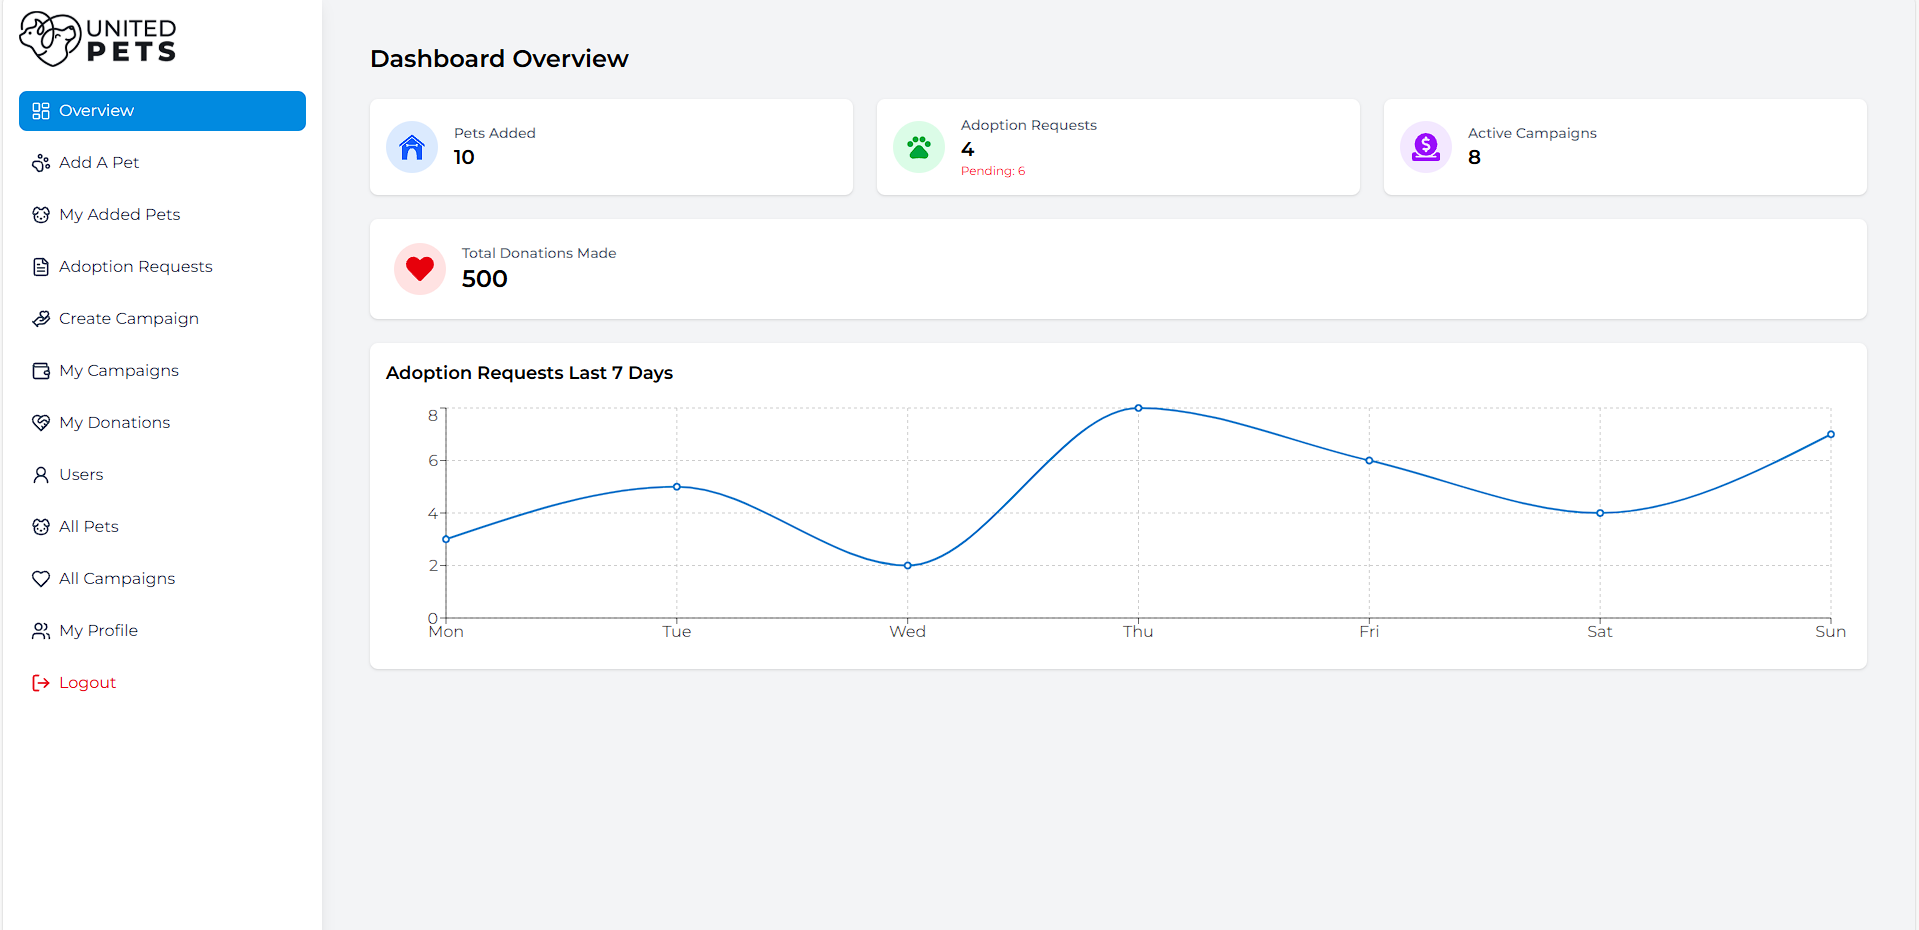 UNITED
PETS
Overview
Add A Pet
My Added Pets
Adoption Requests
Create Campaign
My Campaigns
My Donations
Users
All Pets
All Campaigns
My Profile
Logout
Dashboard Overview
Pets Added
10
Adoption Requests
4
Pending: 6
Active Campaigns
8
Total Donations Made
500
Adoption Requests Last 7 Days
8
6
4
2
0
Mon Tue Wed Thu Fri Sat Sun